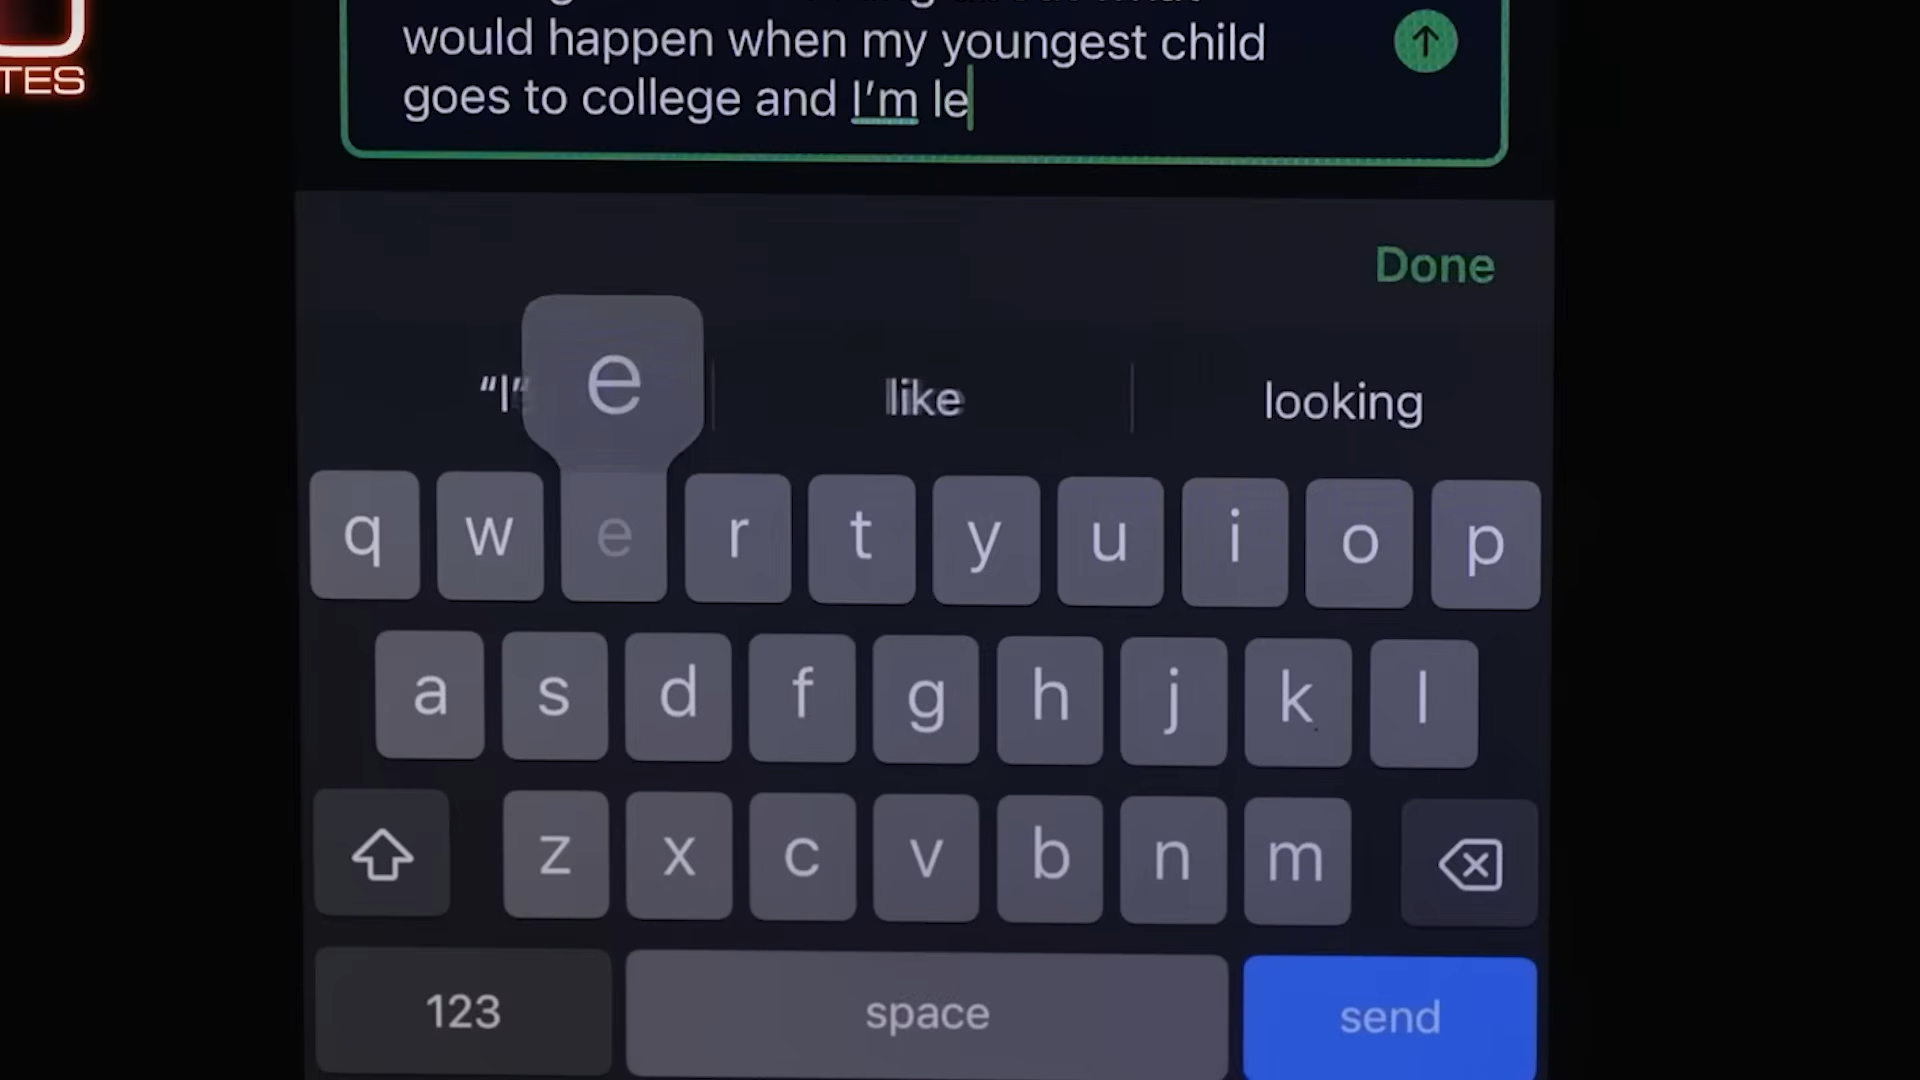 TES
would happen when my youngest child
goes to college and I'm le
Done
e
"l" like looking
q w e r t y u i o p
a s d f g h j k l
z x c v b n m
123 space send